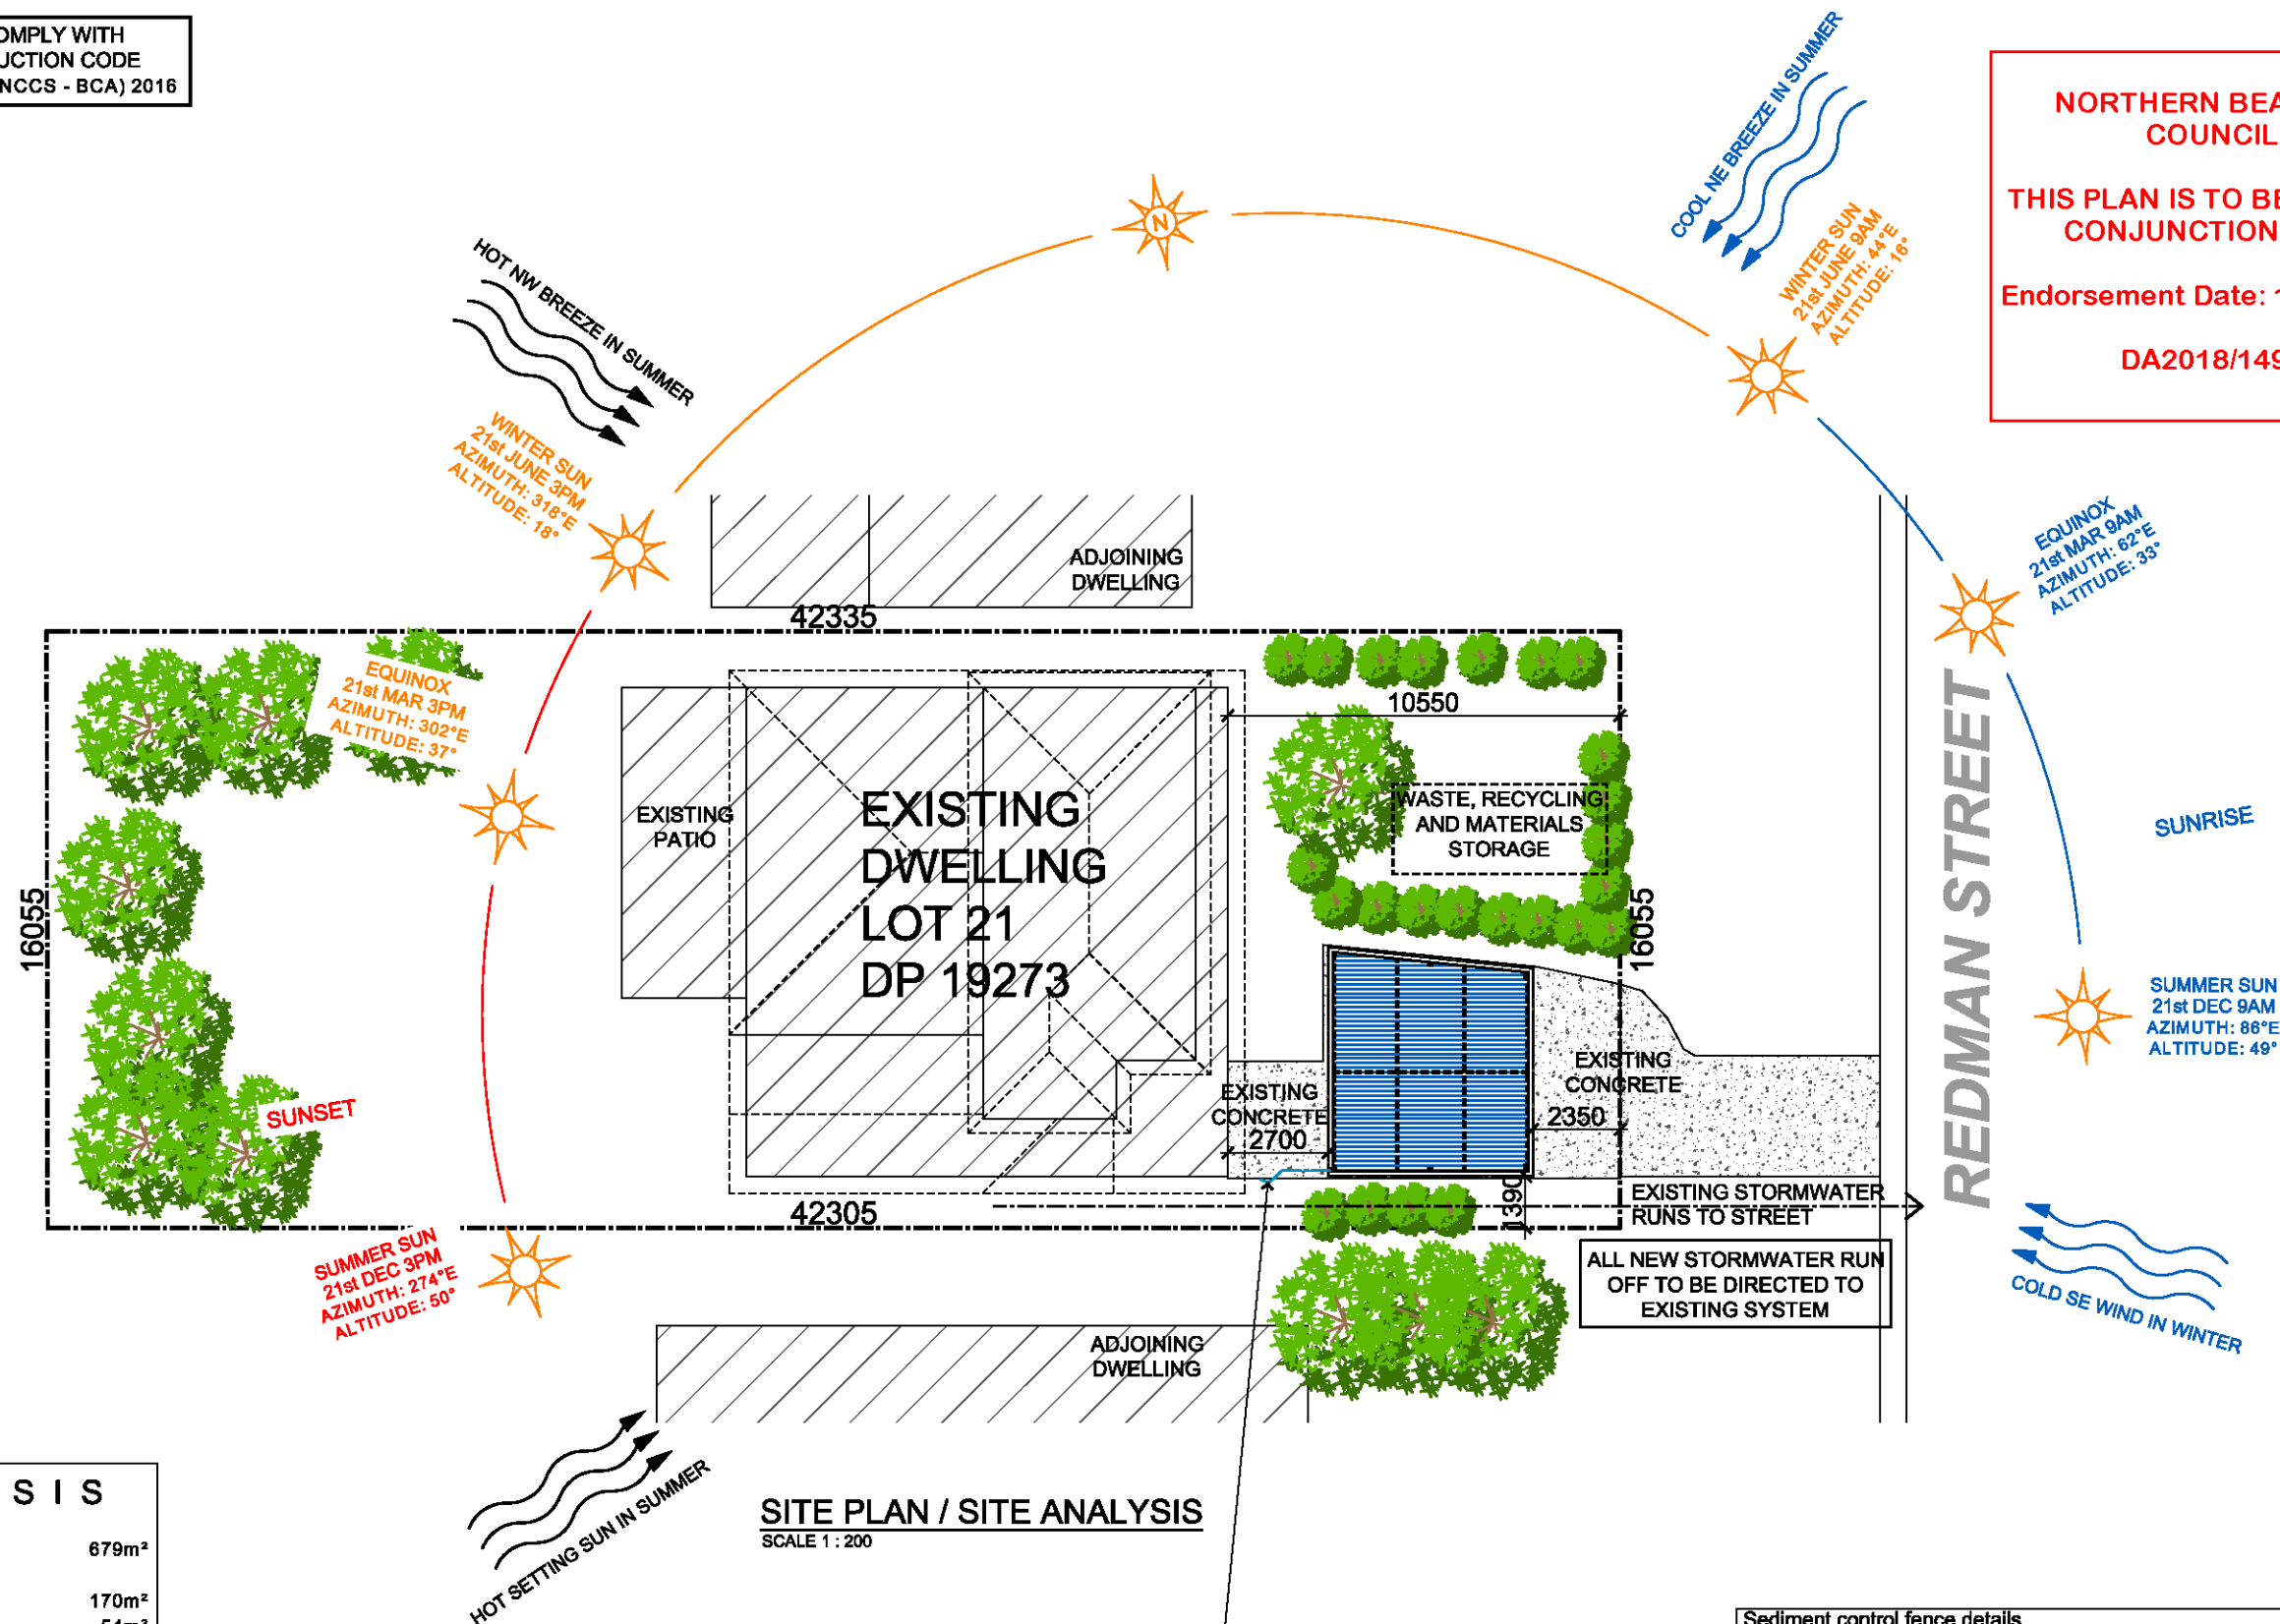 OMPLY WITH
UCTION CODE
(NCCS - BCA) 2016
NORTHERN BEA
COUNCIL
THIS PLAN IS TO BE
CONJUNCTION
Endorsement Date: 1
DA2018/149
COOL NE BREEZE IN SUMMER
N
HOT NW BREEZE IN SUMMER
WINTER SUN
21st JUNE 9AM
AZIMUTH: 44°E
ALTITUDE: 16°
WINTER SUN
21st JUNE 3PM
AZIMUTH: 318°E
ALTITUDE: 18°
EQUINOX
21st MAR 9AM
AZIMUTH: 62°E
ALTITUDE: 33°
ADJOINING
DWELLING
42335
EQUINOX
21st MAR 3PM
AZIMUTH: 302°E
ALTITUDE: 37°
10550
EXISTING
PATIO
EXISTING
DWELLING
LOT 21
DP 19273
WASTE, RECYCLING
AND MATERIALS
STORAGE
REDMAN STREET
SUNRISE
16055
16055
SUMMER SUN
21st DEC 9AM
AZIMUTH: 86°E
ALTITUDE: 49°
EXISTING
CONCRETE
2350
EXISTING
CONCRETE
2700
SUNSET
42305
1390
EXISTING STORMWATER
RUNS TO STREET
ALL NEW STORMWATER RUN
OFF TO BE DIRECTED TO
EXISTING SYSTEM
SUMMER SUN
21st DEC 3PM
AZIMUTH: 274°E
ALTITUDE: 50°
COLD SE WIND IN WINTER
ADJOINING
DWELLING
HOT SETTING SUN IN SUMMER
SITE PLAN / SITE ANALYSIS
SCALE 1 : 200
S I S
679m²
170m²
54m²
Sediment control fence details